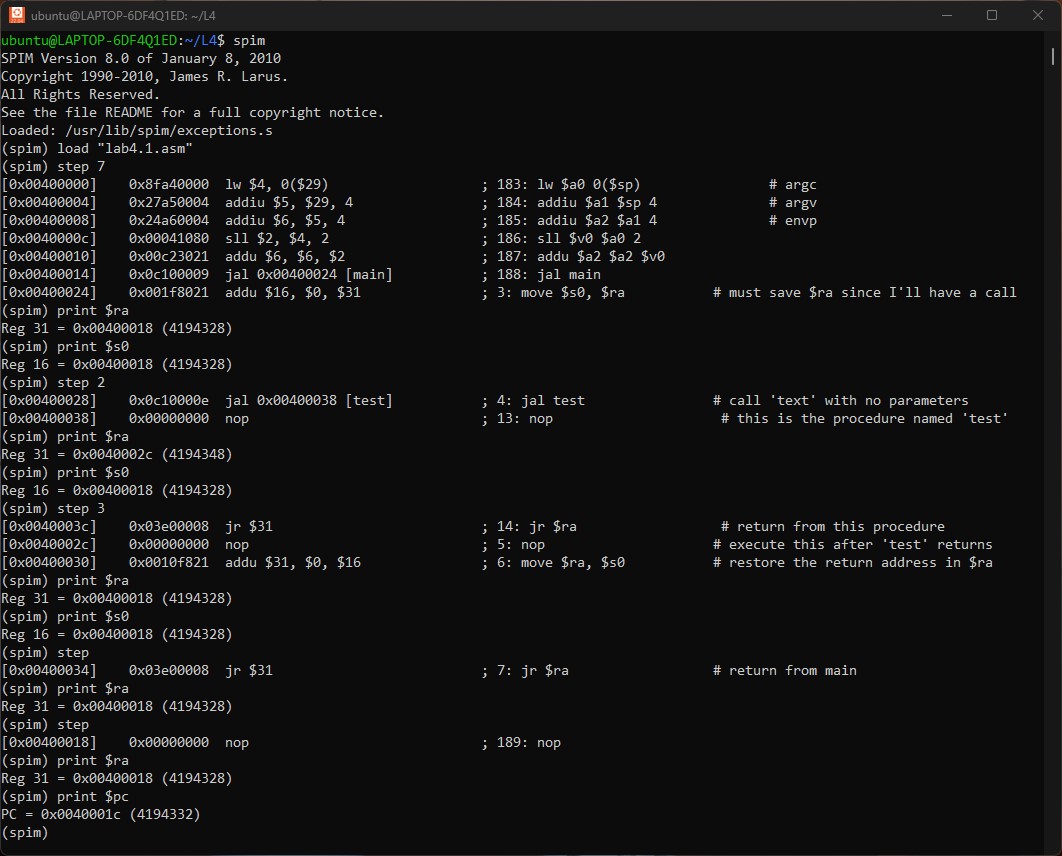 ubuntu@LAPTOP-6DF4Q1ED: ~/L4
ubuntu@LAPTOP-6DF4Q1ED:~/L4$ spim
SPIM Version 8.0 of January 8, 2010
Copyright 1990-2010, James R. Larus.
All Rights Reserved.
See the file README for a full copyright notice.
Loaded: /usr/lib/spim/exceptions.s
(spim) load "lab4.1.asm"
(spim) step 7
[0x00400000]    0x8fa40000  lw $4, 0($29)                   ; 183: lw $a0 0($sp)                # argc
[0x00400004]    0x27a50004  addiu $5, $29, 4                ; 184: addiu $a1 $sp 4              # argv
[0x00400008]    0x24a60004  addiu $6, $5, 4                 ; 185: addiu $a2 $a1 4              # envp
[0x0040000c]    0x00041080  sll $2, $4, 2                   ; 186: sll $v0 $a0 2
[0x00400010]    0x00c23021  addu $6, $6, $2                 ; 187: addu $a2 $a2 $v0
[0x00400014]    0x0c100009  jal 0x00400024 [main]           ; 188: jal main
[0x00400024]    0x001f8021  addu $16, $0, $31               ; 3: move $s0, $ra           # must save $ra since I'll have a call
(spim) print $ra
Reg 31 = 0x00400018 (4194328)
(spim) print $s0
Reg 16 = 0x00400018 (4194328)
(spim) step 2
[0x00400028]    0x0c10000e  jal 0x00400038 [test]           ; 4: jal test                # call 'text' with no parameters
[0x00400038]    0x00000000  nop                             ; 13: nop                     # this is the procedure named 'test'
(spim) print $ra
Reg 31 = 0x0040002c (4194348)
(spim) print $s0
Reg 16 = 0x00400018 (4194328)
(spim) step 3
[0x0040003c]    0x03e00008  jr $31                          ; 14: jr $ra                  # return from this procedure
[0x0040002c]    0x00000000  nop                             ; 5: nop                     # execute this after 'test' returns
[0x00400030]    0x0010f821  addu $31, $0, $16               ; 6: move $ra, $s0           # restore the return address in $ra
(spim) print $ra
Reg 31 = 0x00400018 (4194328)
(spim) print $s0
Reg 16 = 0x00400018 (4194328)
(spim) step
[0x00400034]    0x03e00008  jr $31                          ; 7: jr $ra                  # return from main
(spim) print $ra
Reg 31 = 0x00400018 (4194328)
(spim) step
[0x00400018]    0x00000000  nop                             ; 189: nop
(spim) print $ra
Reg 31 = 0x00400018 (4194328)
(spim) print $pc
PC = 0x0040001c (4194332)
(spim)